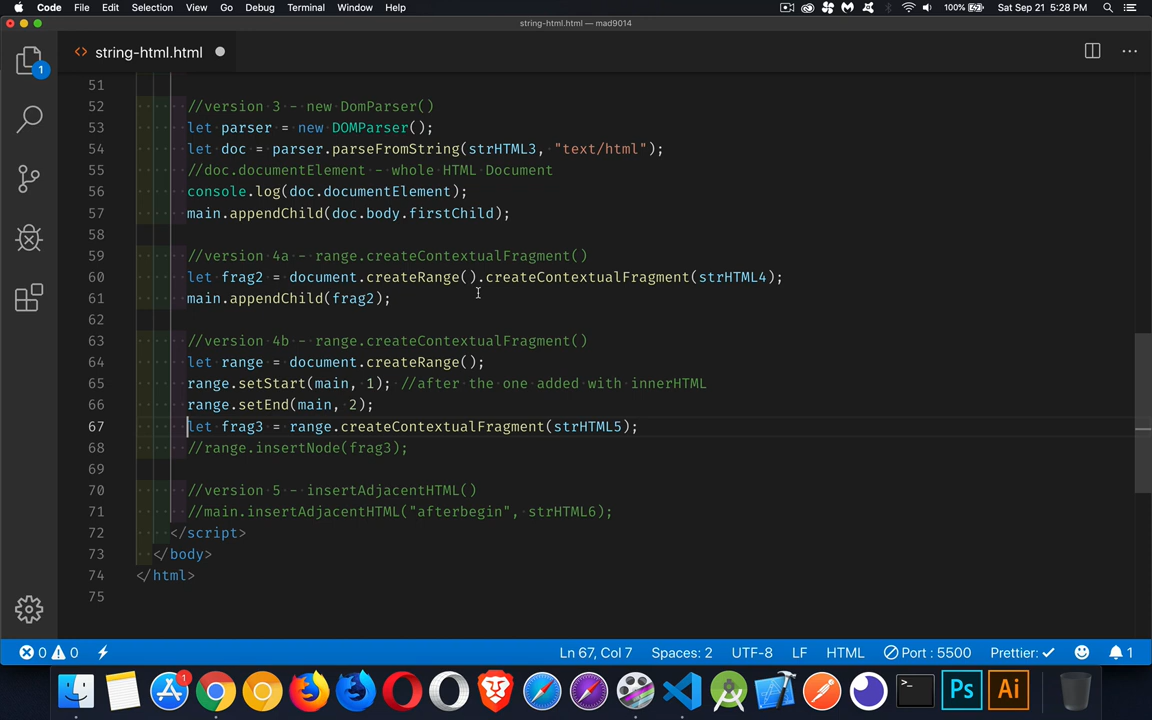 Code File Edit Selection View Go Debug Terminal Window Help 100% Sat Sep 21 5:28 PM
string-html.html — mad9014
<> string-html.html
1
51
52 //version 3 - new DomParser()
53 let parser = new DOMParser();
54 let doc = parser.parseFromString(strHTML3, "text/html");
55 //doc.documentElement - whole HTML Document
56 console.log(doc.documentElement);
57 main.appendChild(doc.body.firstChild);
58
59 //version 4a - range.createContextualFragment()
60 let frag2 = document.createRange().createContextualFragment(strHTML4);
61 main.appendChild(frag2);
62
63 //version 4b - range.createContextualFragment()
64 let range = document.createRange();
65 range.setStart(main, 1); //after the one added with innerHTML
66 range.setEnd(main, 2);
67 let frag3 = range.createContextualFragment(strHTML5);
68 //range.insertNode(frag3);
69
70 //version 5 - insertAdjacentHTML()
71 //main.insertAdjacentHTML("afterbegin", strHTML6);
72 </script>
73 </body>
74 </html>
75
0 0 Ln 67, Col 7 Spaces: 2 UTF-8 LF HTML Port : 5500 Prettier: ✓ 1
1 >_ Ps Ai